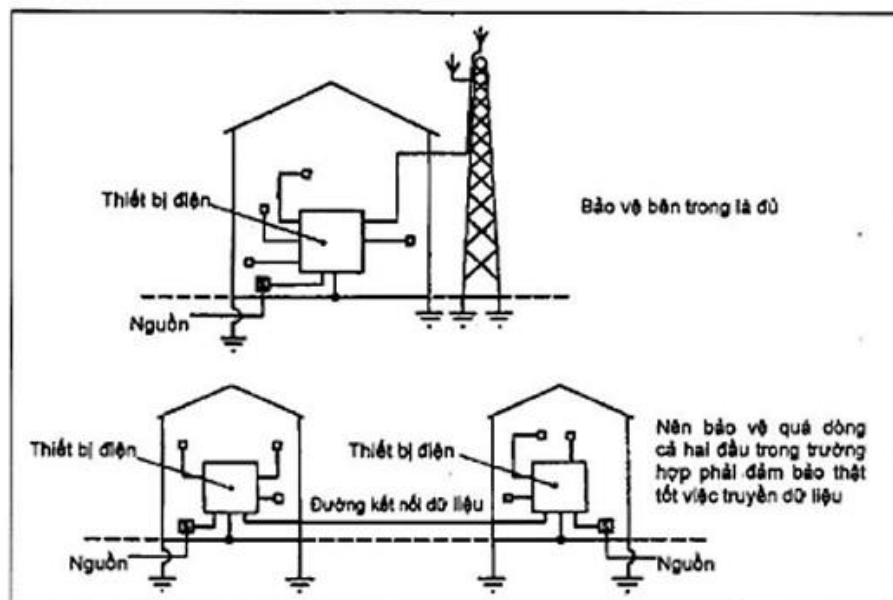 Thiết bị điện
Bảo vệ bên trong là đủ
Nguồn
Thiết bị điện
Thiết bị điện
Nên bảo vệ quá dòng
cả hai đầu trong trường
hợp phải đảm bảo thật
tốt việc truyền dữ liệu
Đường kết nối dữ liệu
Nguồn
Nguồn